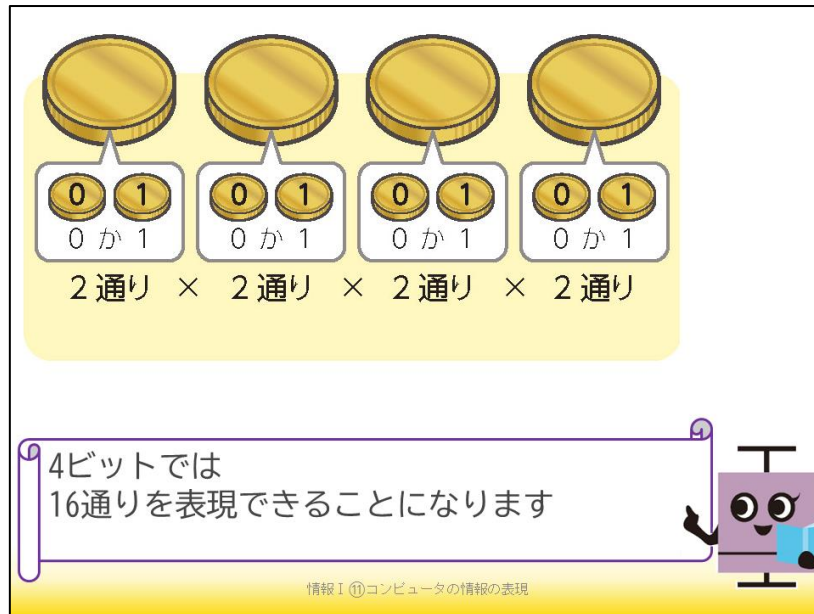 0 1 0 1 0 1 0 1
0 か 1 0 か 1 0 か 1 0 か 1
2通り × 2通り × 2通り × 2通り
4ビットでは
16通りを表現できることになります
情報Ⅰ⑪コンピュータの情報の表現